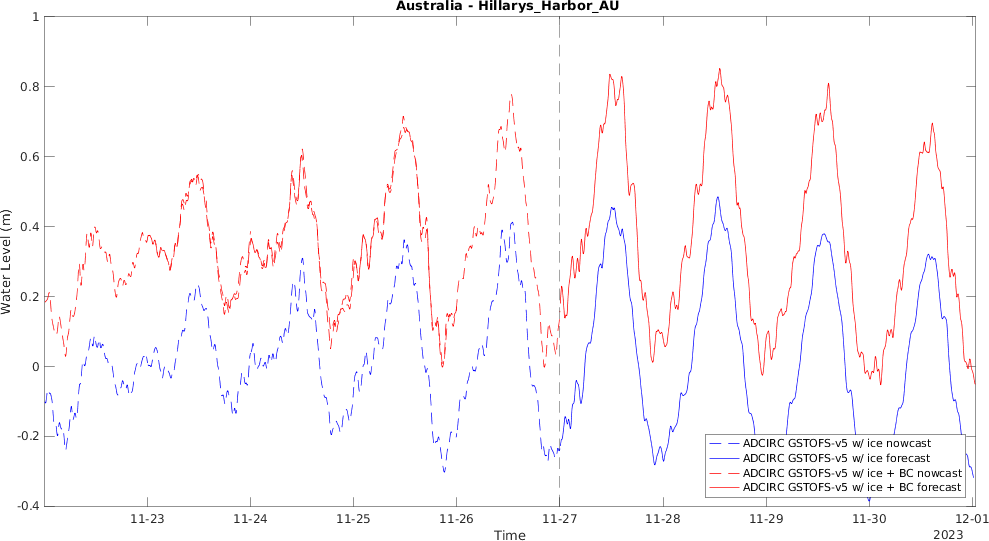 Australia - Hillarys_Harbor_AU
Water Level (m)
1
0.8
0.6
0.4
0.2
0
-0.2
-0.4
11-23
11-24
11-25
11-26
11-27
11-28
11-29
11-30
12-01
Time
2023
ADCIRC GSTOFS-v5 w/ ice nowcast
ADCIRC GSTOFS-v5 w/ ice forecast
ADCIRC GSTOFS-v5 w/ ice + BC nowcast
ADCIRC GSTOFS-v5 w/ ice + BC forecast